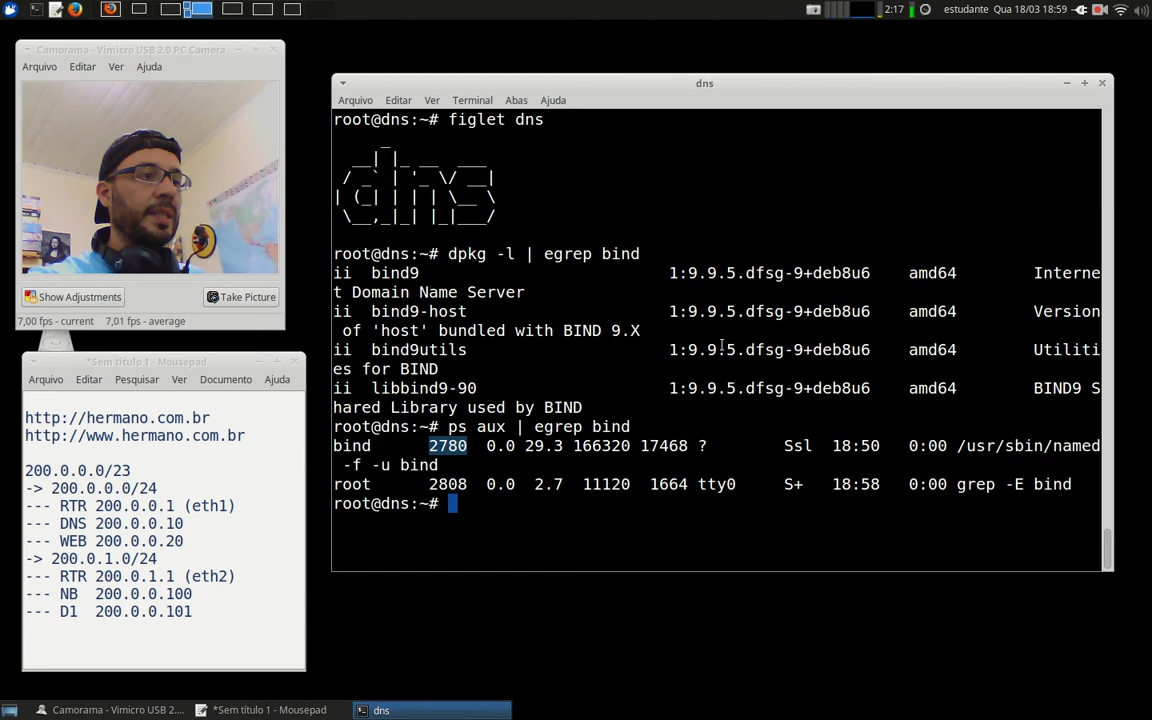 2:17
estudante Qua 18/03 18:59
Camorama - Vimicro USB 2.0 PC Camera
Arquivo Editar Ver Ajuda
Show Adjustments Take Picture
7,00 fps - current 7,01 fps - average
*Sem título 1 - Mousepad
Arquivo Editar Pesquisar Ver Documento Ajuda
http://hermano.com.br
http://www.hermano.com.br
200.0.0.0/23
-> 200.0.0.0/24
--- RTR 200.0.0.1 (eth1)
--- DNS 200.0.0.10
--- WEB 200.0.0.20
-> 200.0.1.0/24
--- RTR 200.0.1.1 (eth2)
--- NB 200.0.0.100
--- D1 200.0.0.101
dns
Arquivo Editar Ver Terminal Abas Ajuda
root@dns:~# figlet dns
dns
root@dns:~# dpkg -l | egrep bind
ii bind9 1:9.9.5.dfsg-9+deb8u6 amd64 Interne
t Domain Name Server
ii bind9-host 1:9.9.5.dfsg-9+deb8u6 amd64 Version
of 'host' bundled with BIND 9.X
ii bind9utils 1:9.9.5.dfsg-9+deb8u6 amd64 Utiliti
es for BIND
ii libbind9-90 1:9.9.5.dfsg-9+deb8u6 amd64 BIND9 S
hared Library used by BIND
root@dns:~# ps aux | egrep bind
bind 2780 0.0 29.3 166320 17468 ? Ssl 18:50 0:00 /usr/sbin/named
-f -u bind
root 2808 0.0 2.7 11120 1664 tty0 S+ 18:58 0:00 grep -E bind
root@dns:~#
Camorama - Vimicro USB 2....
*Sem título 1 - Mousepad
dns